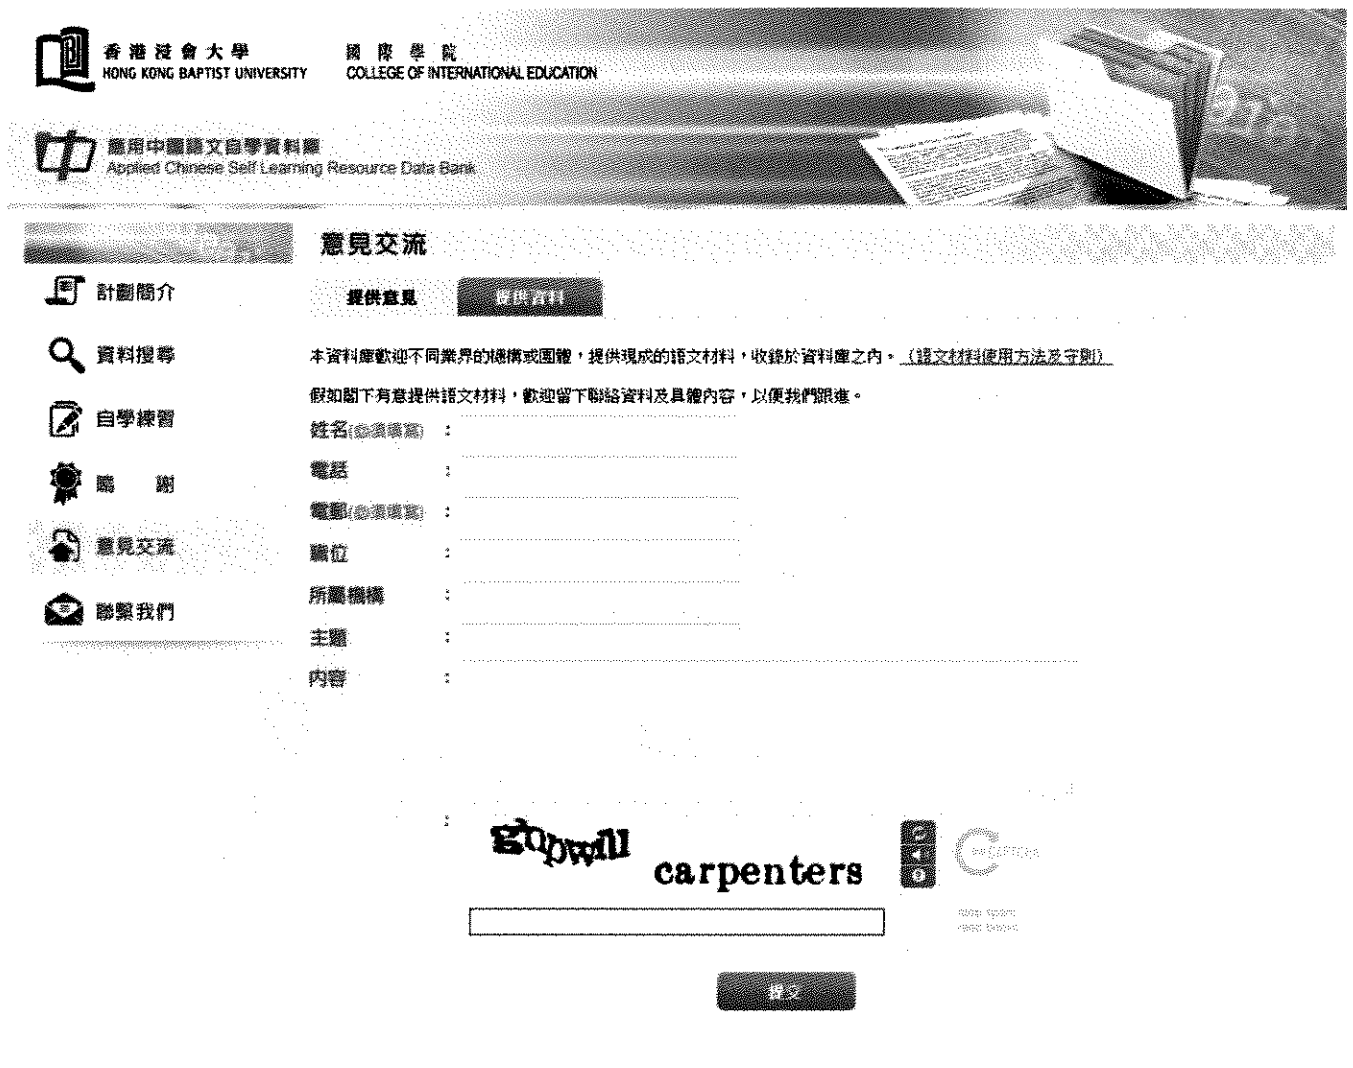 香港浸會大學
HONG KONG BAPTIST UNIVERSITY
國際學院
COLLEGE OF INTERNATIONAL EDUCATION
應用中國語文自學資料庫
Applied Chinese Self Learning Resource Data Bank
意見交流
計劃簡介
資料搜尋
自學練習
鳴 謝
意見交流
聯繫我們
提供意見
提供資料
本資料庫歡迎不同業界的機構或團體，提供現成的語文材料，收錄於資料庫之內。(語文材料使用方法及守則)
假如閣下有意提供語文材料，歡迎留下聯絡資料及具體內容，以便我們跟進。
姓名(必須填寫) :
電話 :
電郵(必須填寫) :
職位 :
所屬機構 :
主題 :
內容 :
:
carpenters
stop spam.
read books.
提交